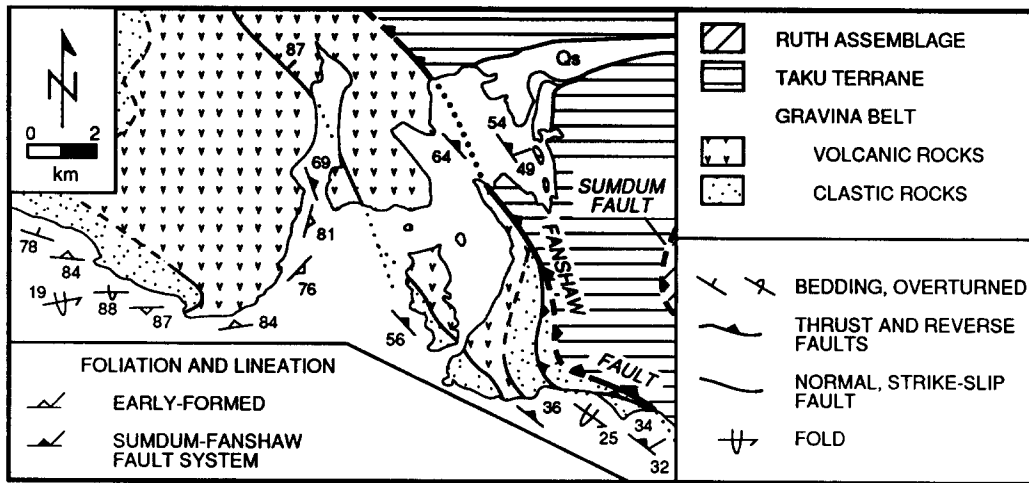 N
0 2
km
87
Qs
54
64
49
69
SUMDUM
FAULT
FANSHAW
81
78
84
76
19
88
87
84
56
FAULT
36
25
34
32
FOLIATION AND LINEATION
EARLY-FORMED
SUMDUM-FANSHAW
FAULT SYSTEM
RUTH ASSEMBLAGE
TAKU TERRANE
GRAVINA BELT
VOLCANIC ROCKS
CLASTIC ROCKS
BEDDING, OVERTURNED
THRUST AND REVERSE
FAULTS
NORMAL, STRIKE-SLIP
FAULT
FOLD